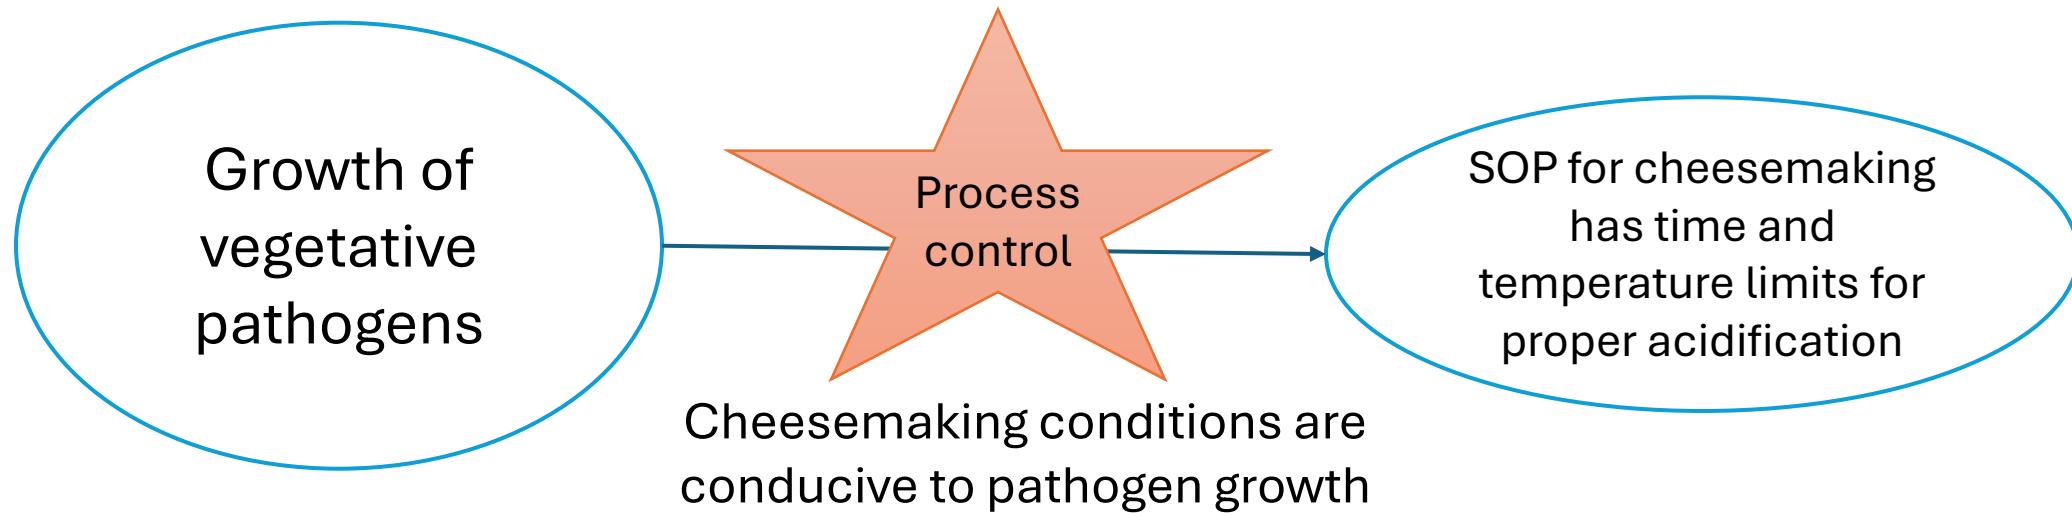 Growth of
vegetative
pathogens
Process
control
Cheesemaking conditions are
conducive to pathogen growth
SOP for cheesemaking
has time and
temperature limits for
proper acidification